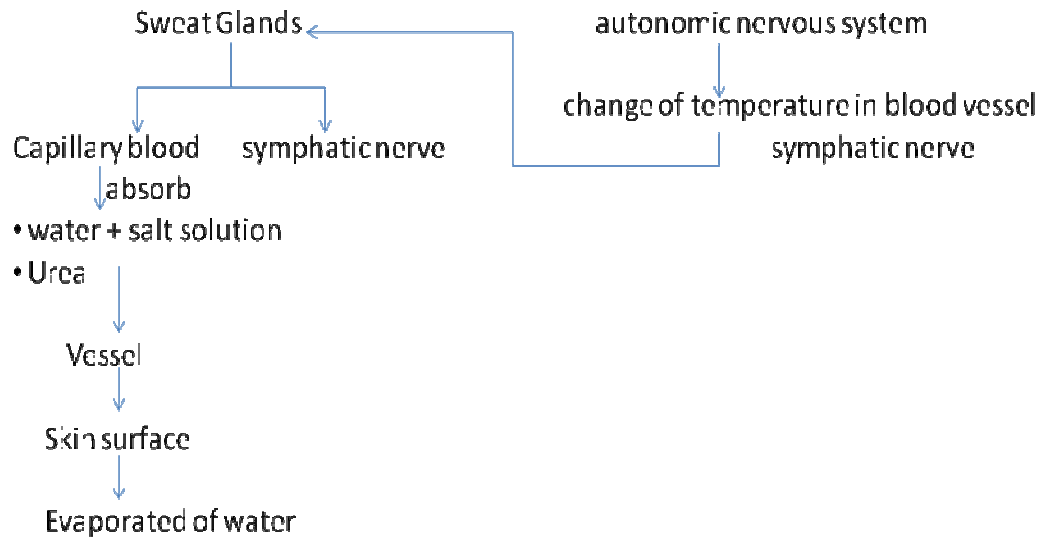 Sweat Glands
autonomic nervous system
change of temperature in blood vessel
Capillary blood
symphatic nerve
symphatic nerve
absorb
• water + salt solution
• Urea
Vessel
Skin surface
Evaporated of water